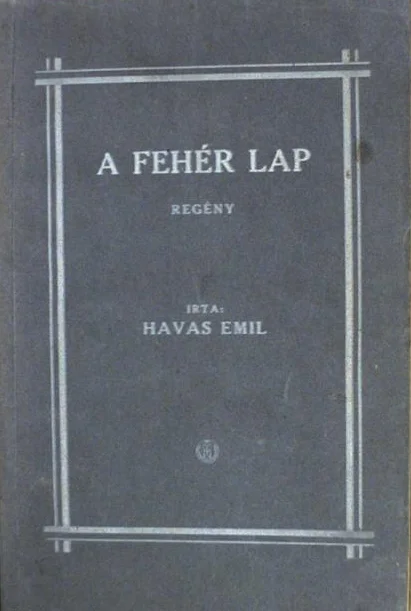 A FEHÉR LAP
REGÉNY
IRTA:
HAVAS EMIL